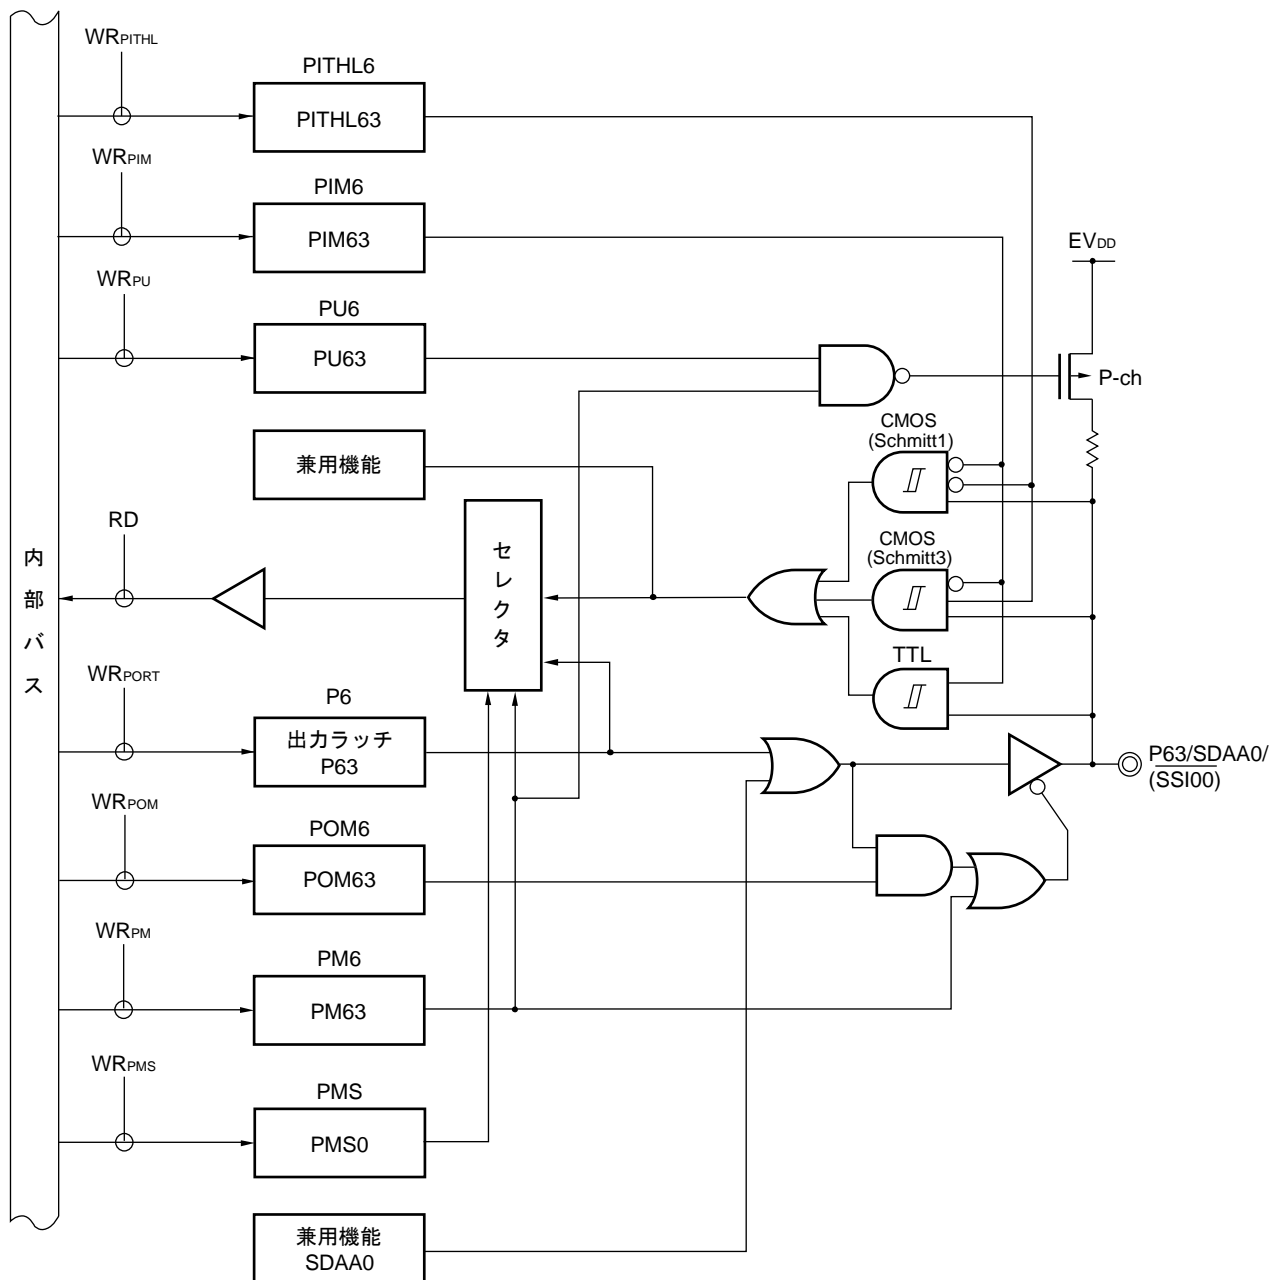 WRPITHL
PITHL6
PITHL63
WRPIM
PIM6
PIM63
EVDD
WRPU
PU6
PU63
P-ch
CMOS
(Schmitt1)
兼用機能
RD
セレクタ
CMOS
(Schmitt3)
内部バス
TTL
WRPORT
P6
出力ラッチ
P63
P63/SDAA0/
(SSI00)
WRPOM
POM6
POM63
WRPM
PM6
PM63
WRPMS
PMS
PMS0
兼用機能
SDAA0